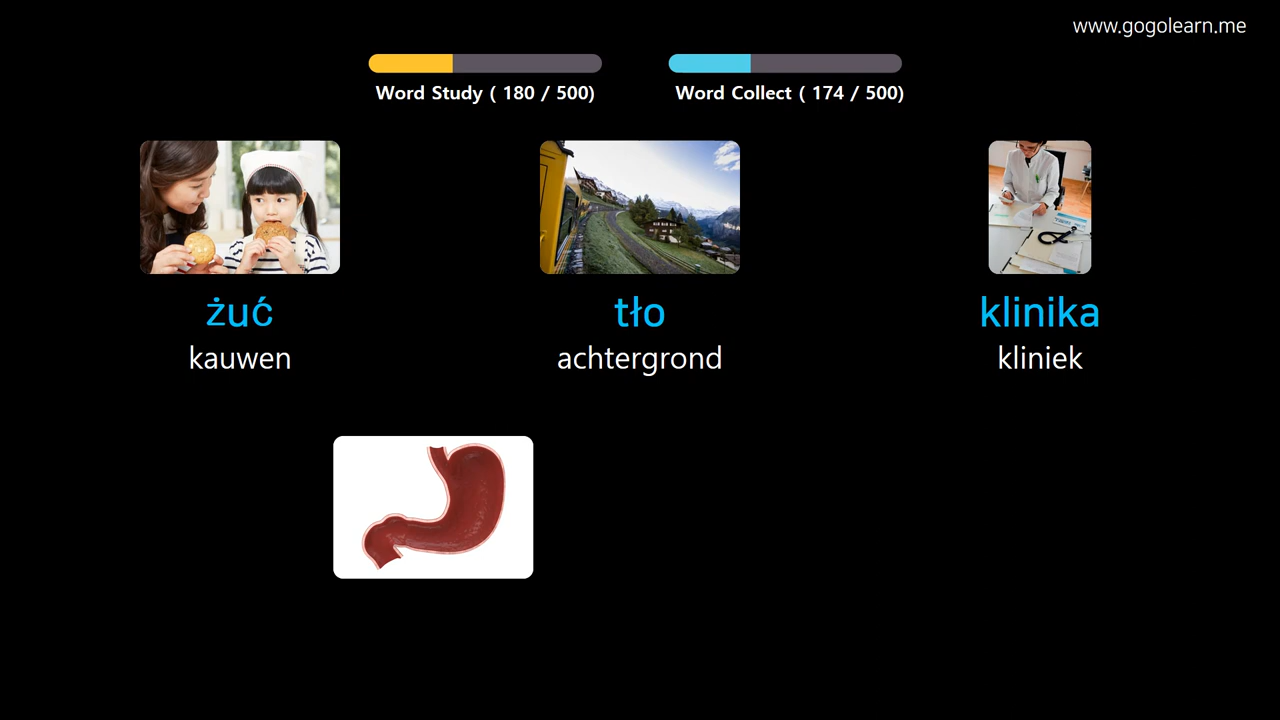 www.gogolearn.me
Word Study ( 180 / 500)
Word Collect ( 174 / 500)
żuć
tło
klinika
kauwen
achtergrond
kliniek